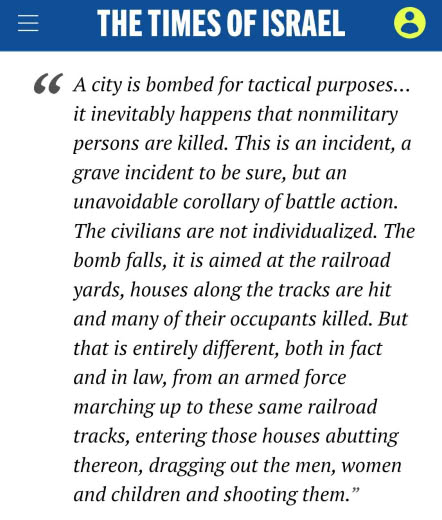 THE TIMES OF ISRAEL
“ A city is bombed for tactical purposes…
it inevitably happens that nonmilitary
persons are killed. This is an incident, a
grave incident to be sure, but an
unavoidable corollary of battle action.
The civilians are not individualized. The
bomb falls, it is aimed at the railroad
yards, houses along the tracks are hit
and many of their occupants killed. But
that is entirely different, both in fact
and in law, from an armed force
marching up to these same railroad
tracks, entering those houses abutting
thereon, dragging out the men, women
and children and shooting them.”